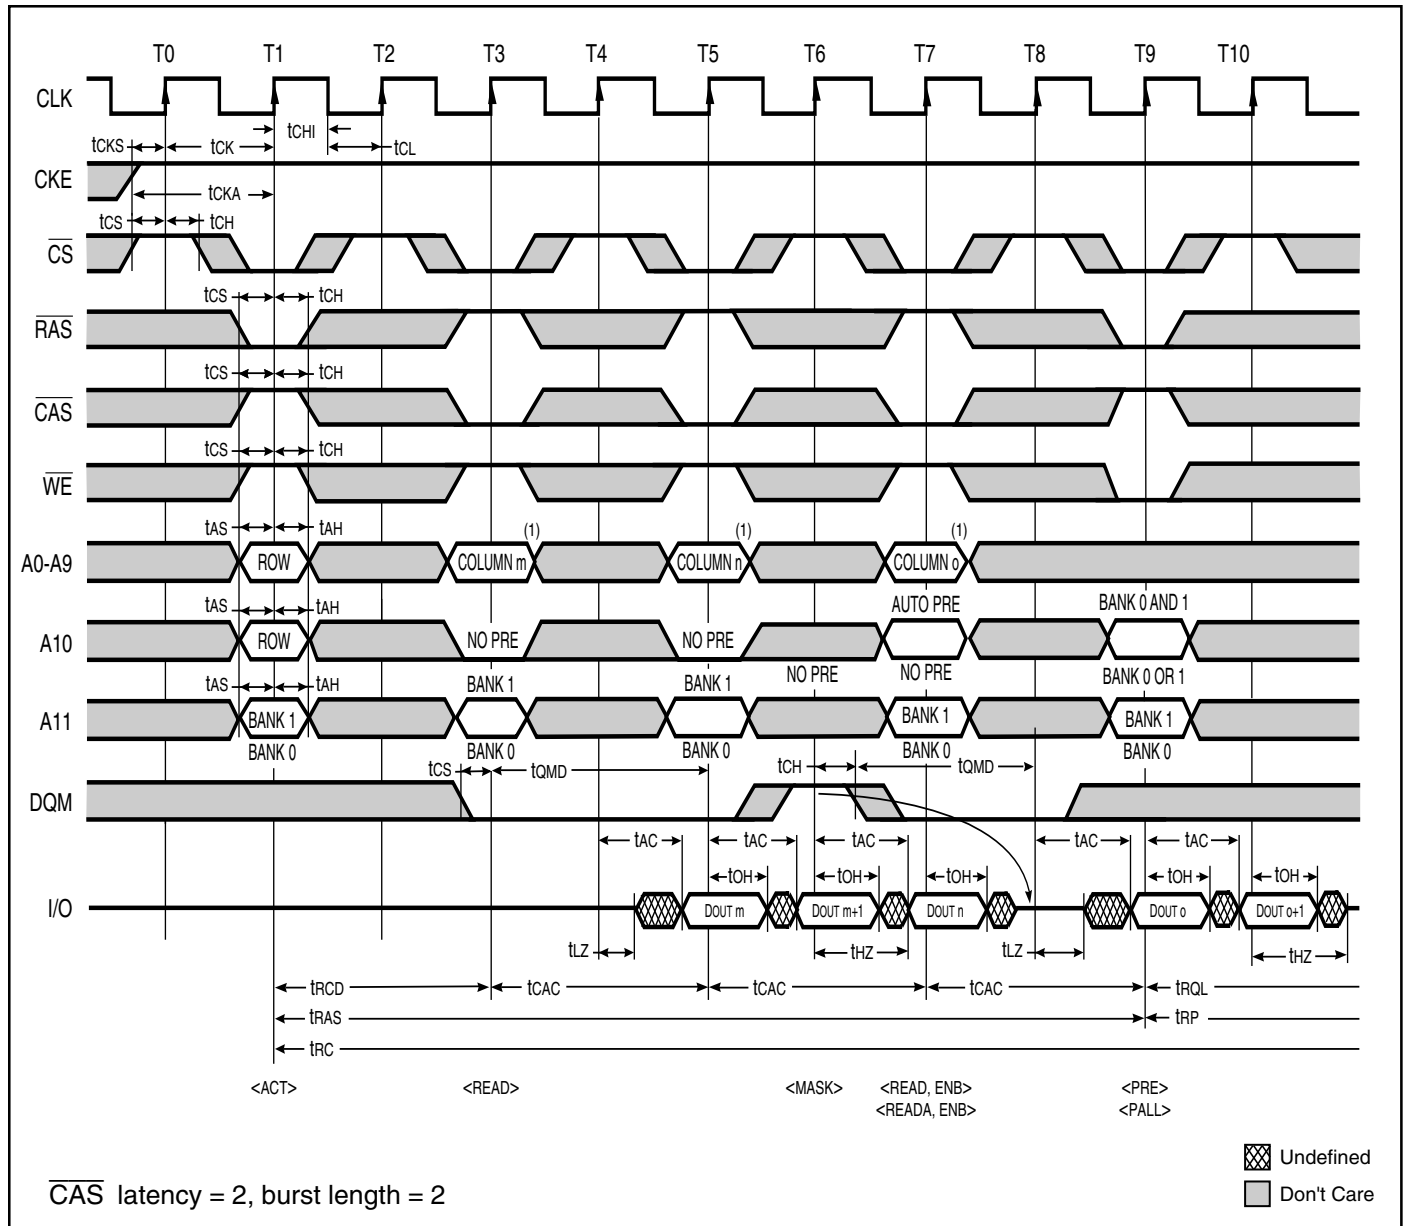 T0 T1 T2 T3 T4 T5 T6 T7 T8 T9 T10
CLK
tCHI
tCKS tCK tCL
CKE
tCKA
tCS tCH
CS
tCS tCH
RAS
tCS tCH
CAS
tCS tCH
WE
tAS tAH (1) (1) (1)
A0-A9 ROW COLUMN m COLUMN n COLUMN o
tAS tAH AUTO PRE BANK 0 AND 1
A10 ROW NO PRE NO PRE
NO PRE NO PRE BANK 0 OR 1
tAS tAH BANK 1 BANK 1
A11 BANK 1 BANK 1 BANK 1
BANK 0 BANK 0 BANK 0 BANK 0 BANK 0
tCS tQMD tCH tQMD
DQM
tAC tAC tAC tAC tAC
tOH tOH tOH tOH tOH
I/O DOUT m DOUT m+1 DOUT n DOUT o DOUT o+1
tLZ tHZ tLZ tHZ
tRCD tCAC tCAC tCAC tRQL
tRAS tRP
tRC
<ACT> <READ> <MASK> <READ, ENB> <PRE>
<READA, ENB> <PALL>
Undefined
Don't Care
CAS latency = 2, burst length = 2